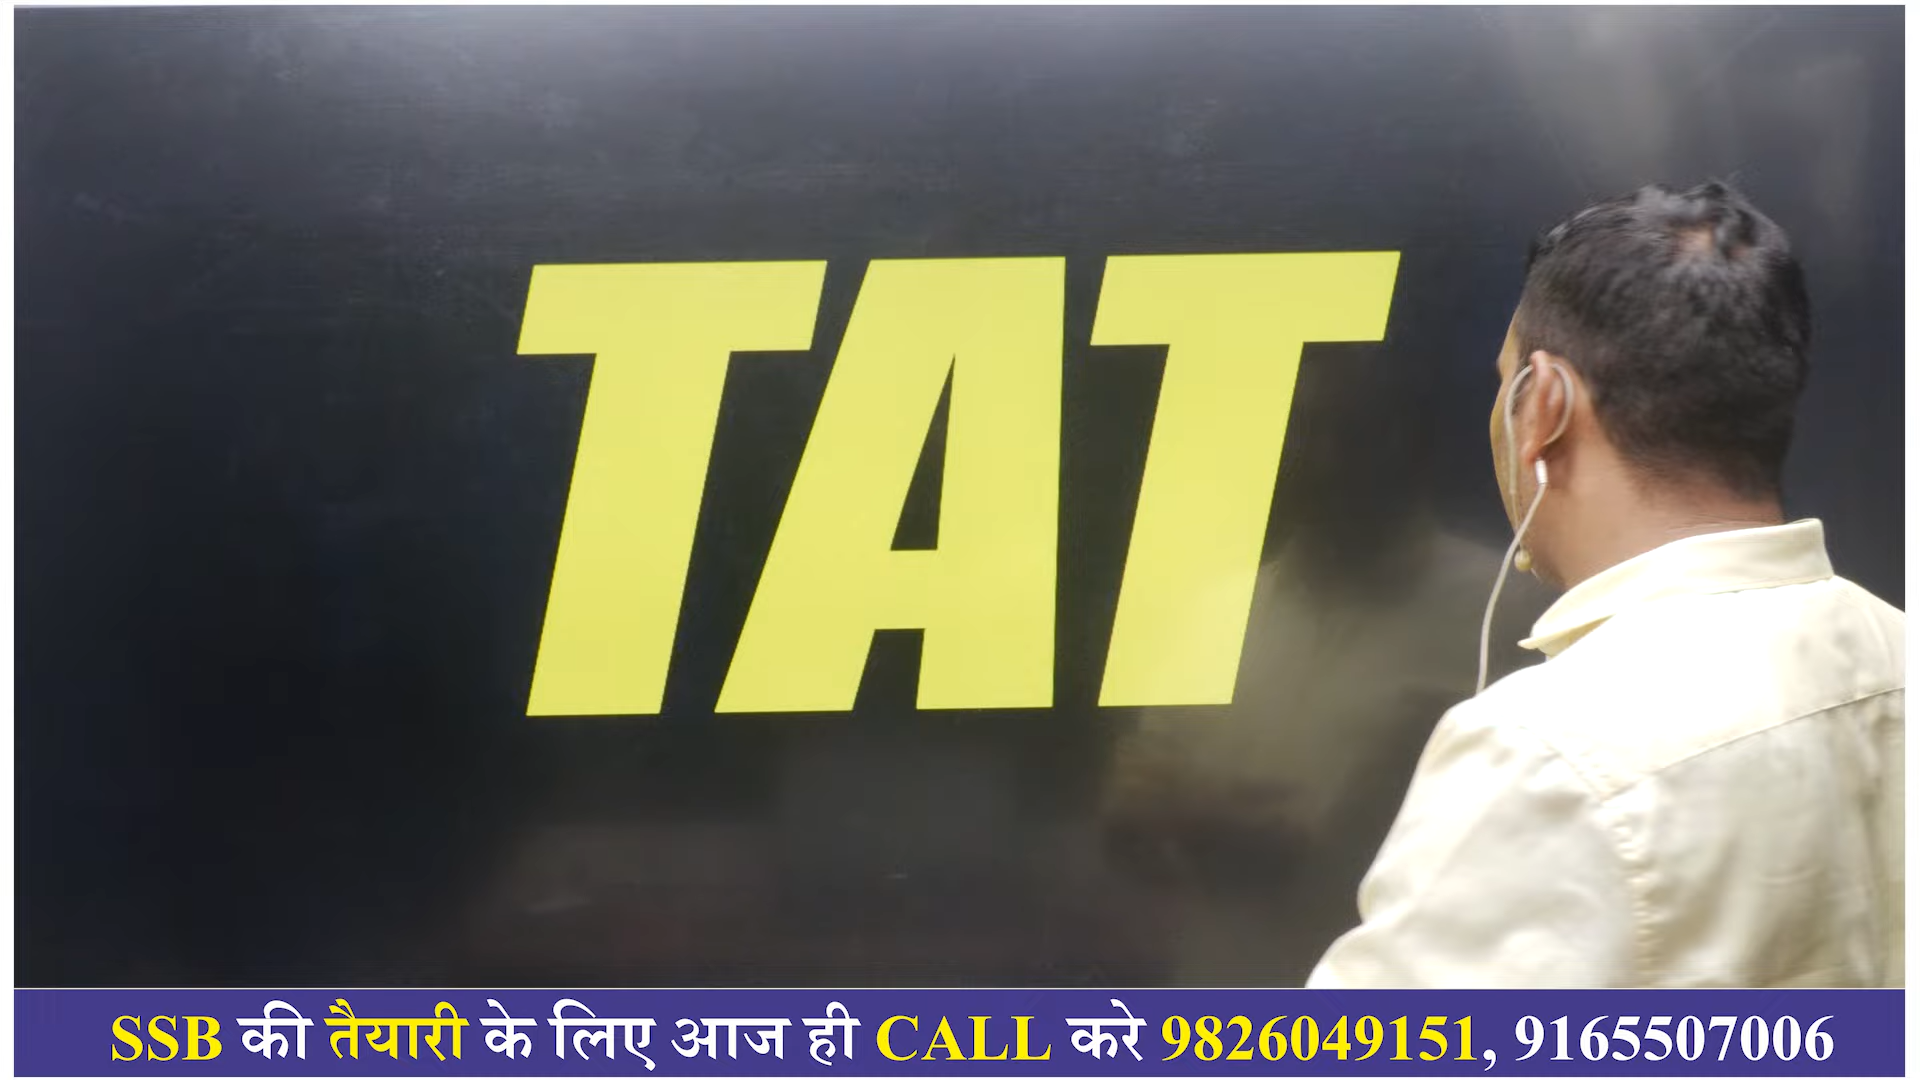 TAT
SSB की तैयारी के लिए आज ही CALL करे 9826049151, 9165507006